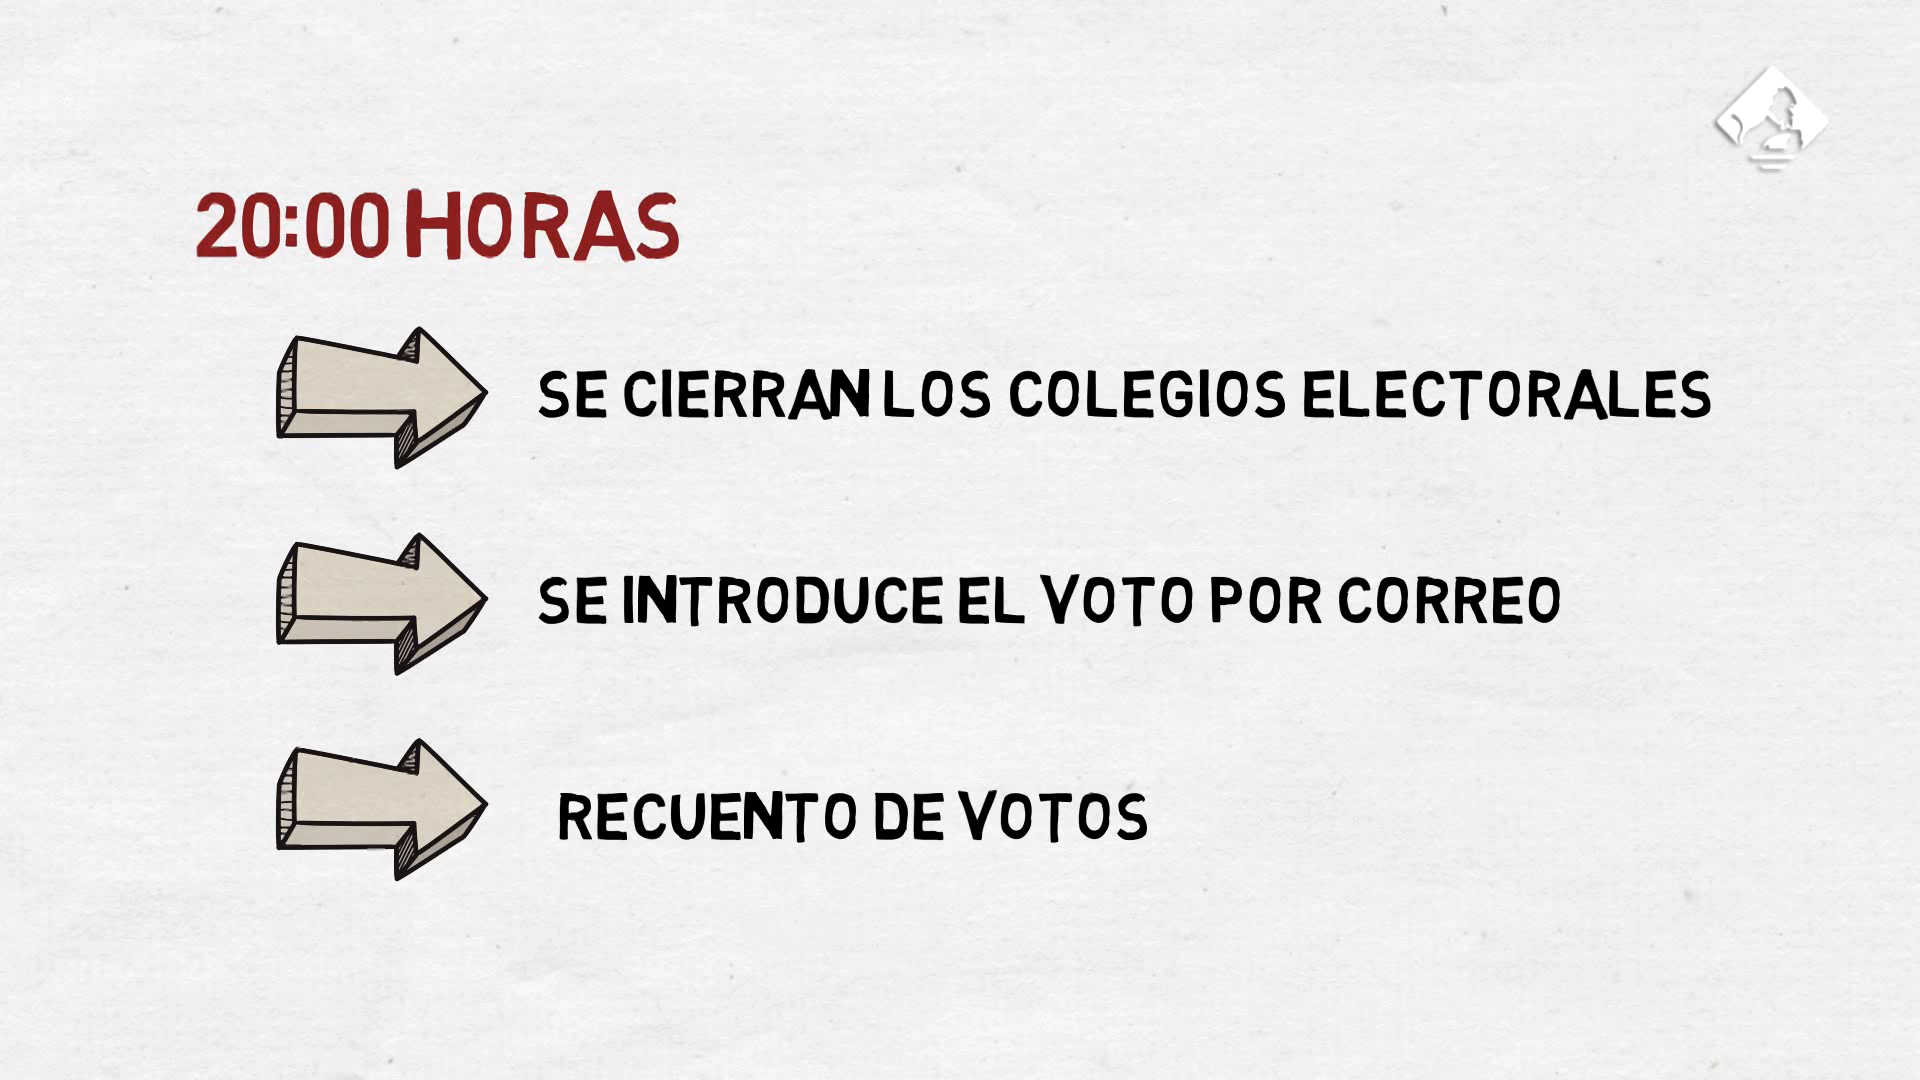 20:00 HORAS
SE CIERRAN LOS COLEGIOS ELECTORALES
SE INTRODUCE EL VOTO POR CORREO
RECUENTO DE VOTOS